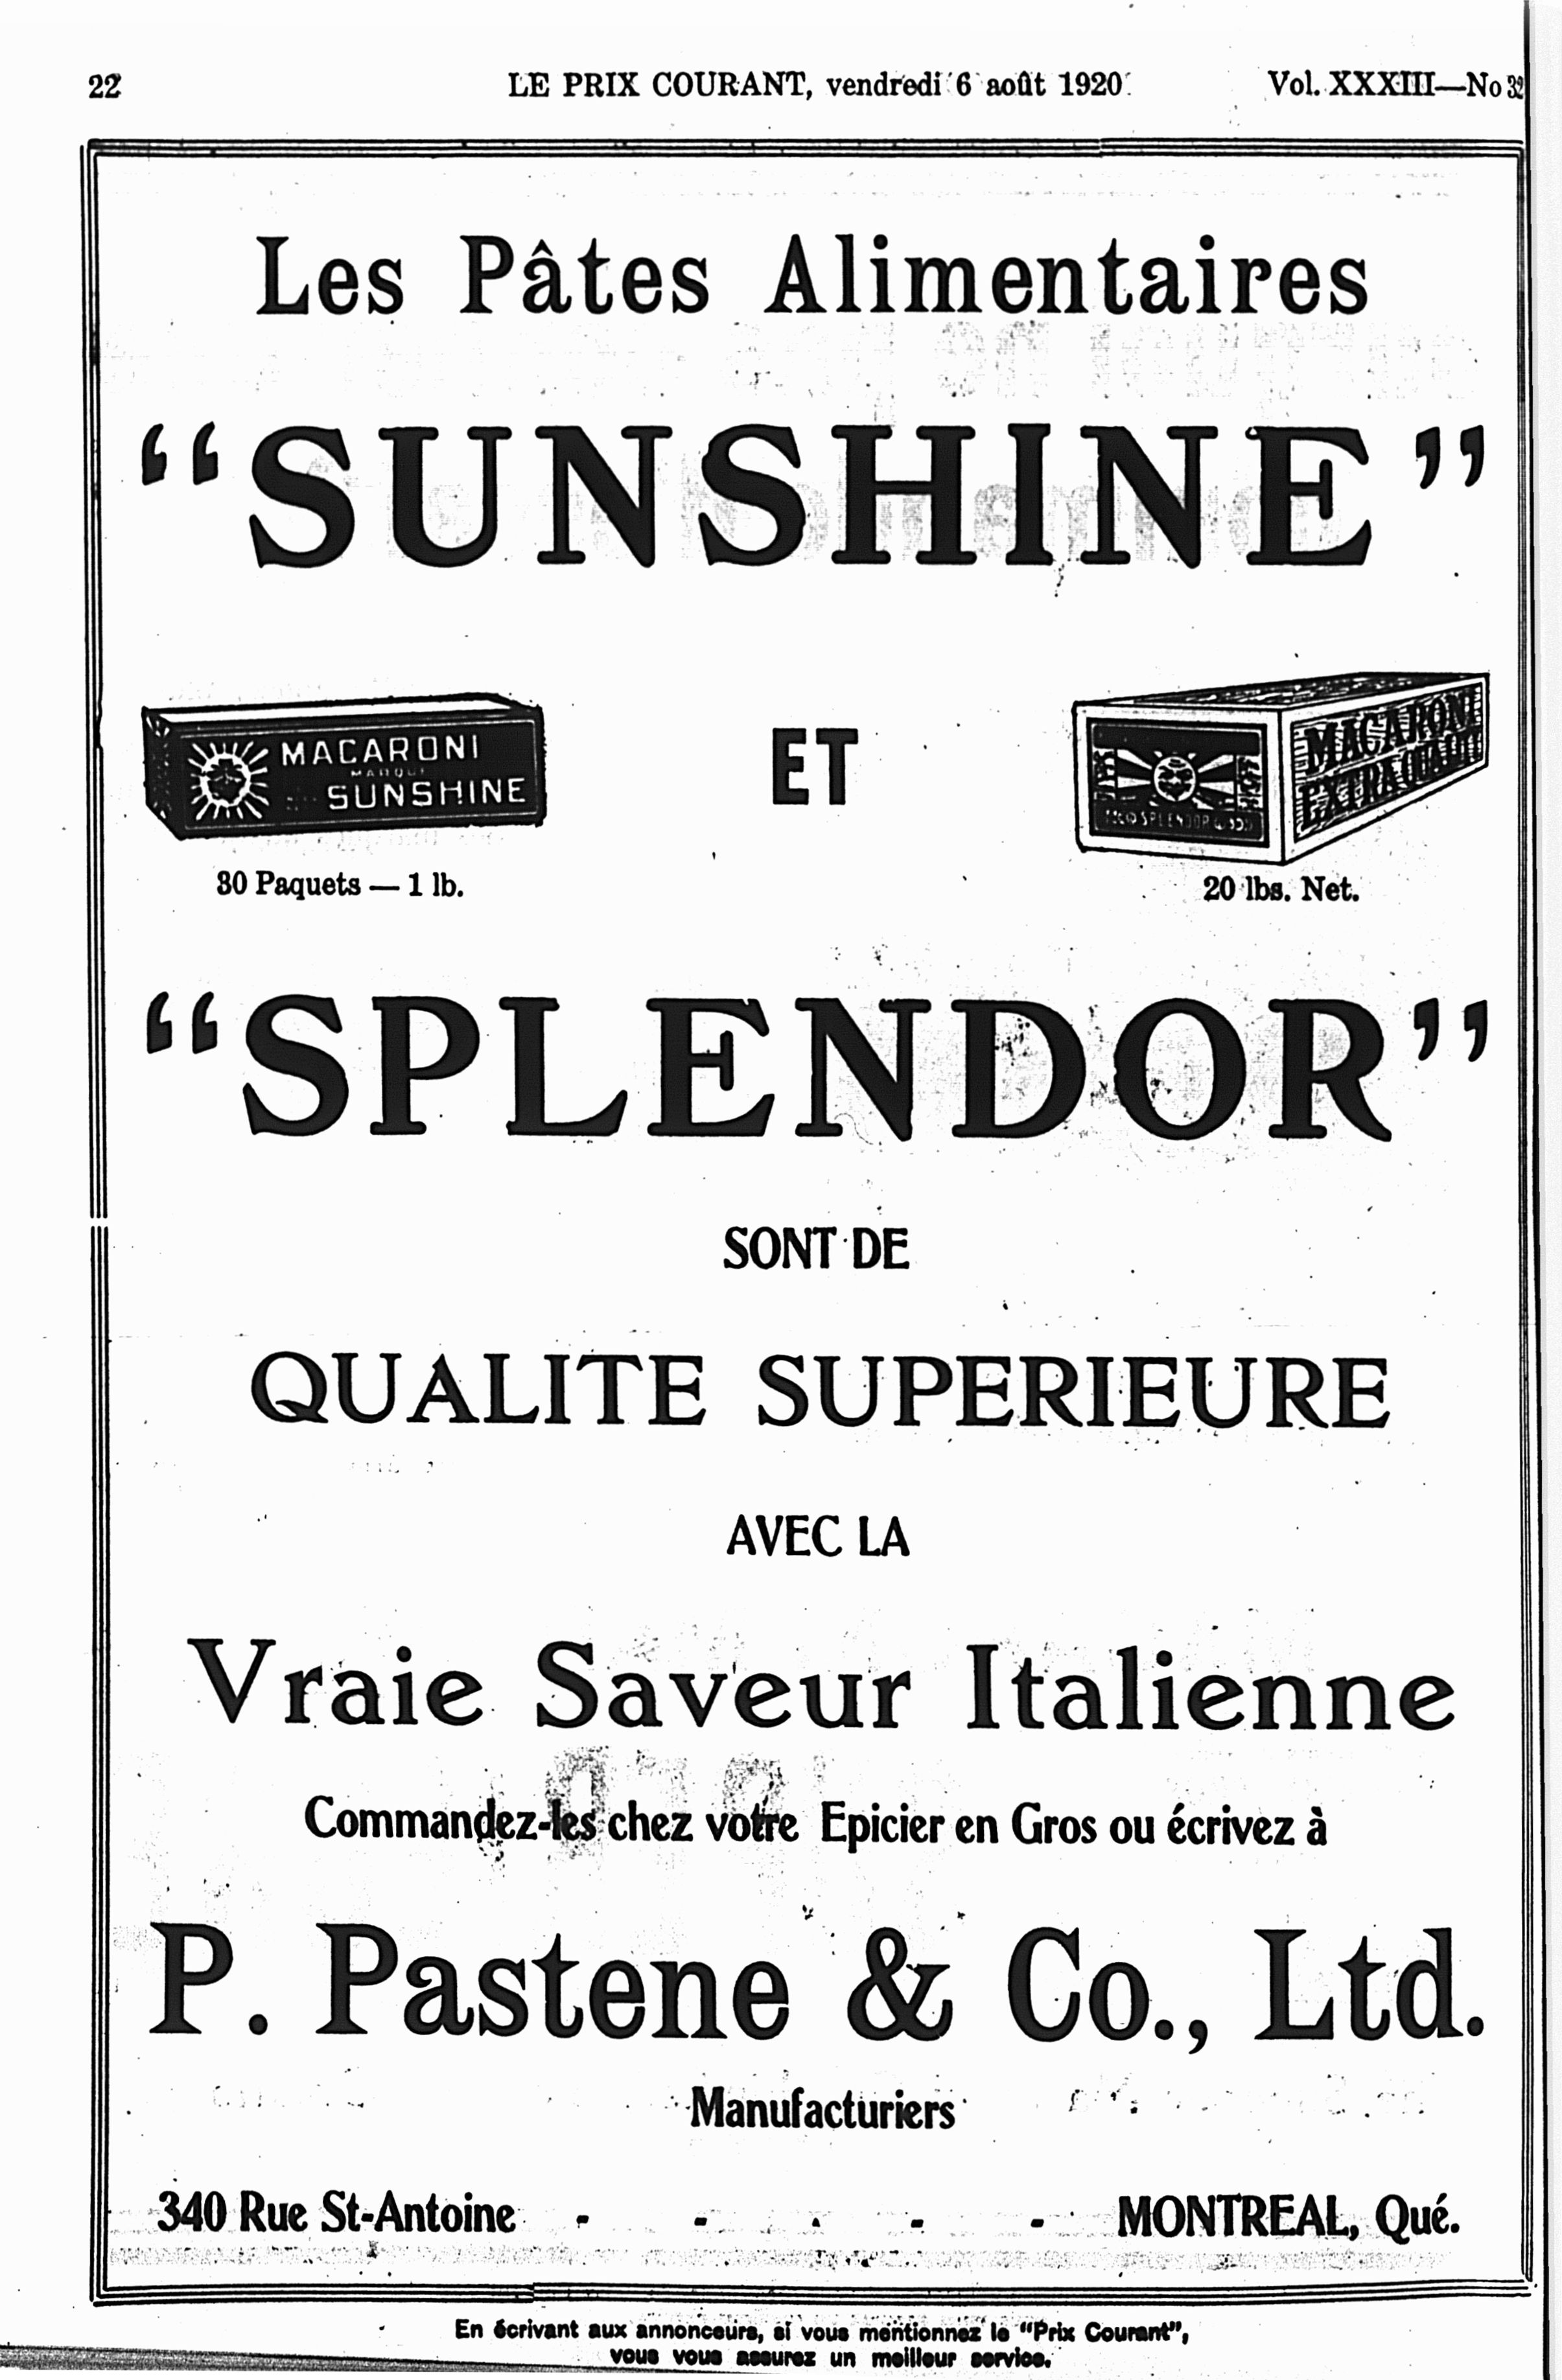 22
LE PRIX COURANT, vendredi 6 août 1920
Vol. XXXIII—No 32
Les Pâtes Alimentaires
“SUNSHINE”
MACARONI
MARQUE
SUNSHINE
ET
MACARONI
EXTRA QUALITÉ
SPLENDOR
30 Paquets — 1 lb.
20 lbs. Net.
“SPLENDOR”
SONT DE
QUALITE SUPERIEURE
AVEC LA
Vraie Saveur Italienne
Commandez-les chez votre Epicier en Gros ou écrivez à
P. Pastene & Co., Ltd.
Manufacturiers
340 Rue St-Antoine - - - - - MONTREAL, Qué.
En écrivant aux annonceurs, si vous mentionnez le “Prix Courant”,
vous vous assurez un meilleur service.